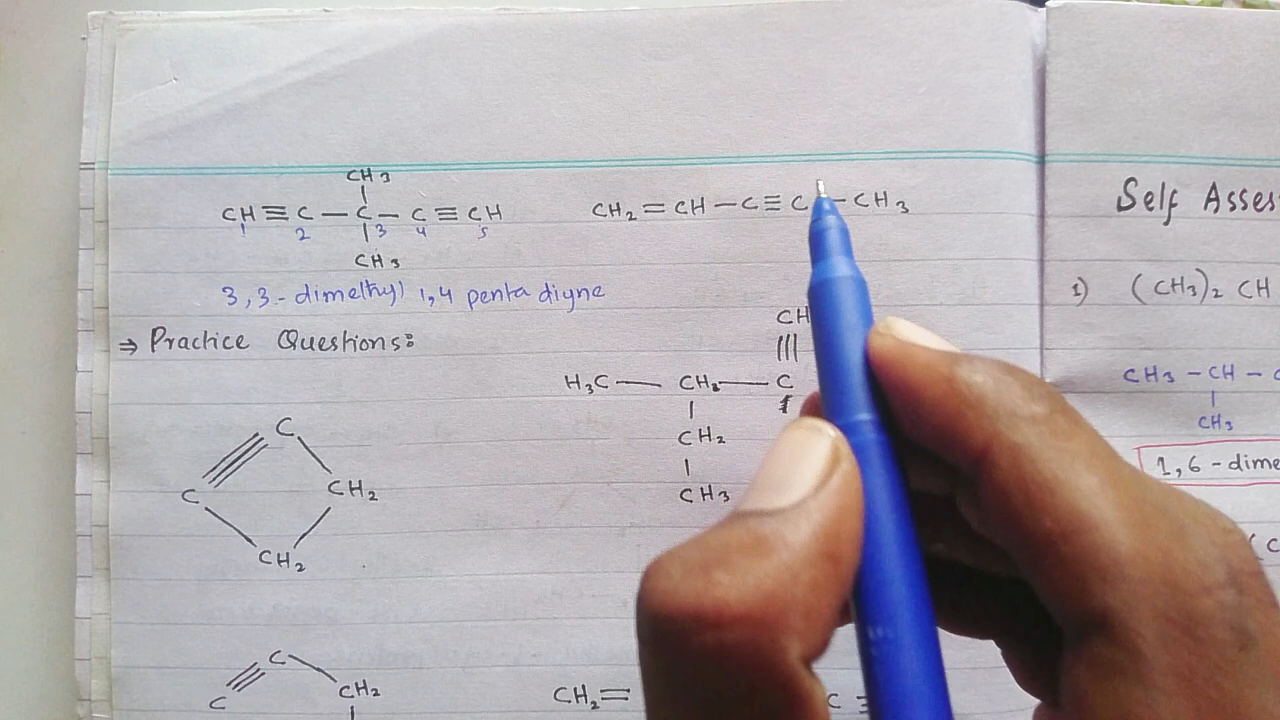 CH3
CH ≡ C — C — C ≡ CH
1 2 3 4 5
CH3
3,3-dimethyl 1,4 penta diyne
CH2 = CH — C ≡ C — CH3
⇒ Practice Questions:
C
C CH2
CH2
CH
|||
H3C — CH2 — C
CH2
CH3
C
C CH2
CH2 =
C ≡
Self Asses
1) (CH3)2 CH
CH3 — CH — C
CH3
1,6-dime
(C